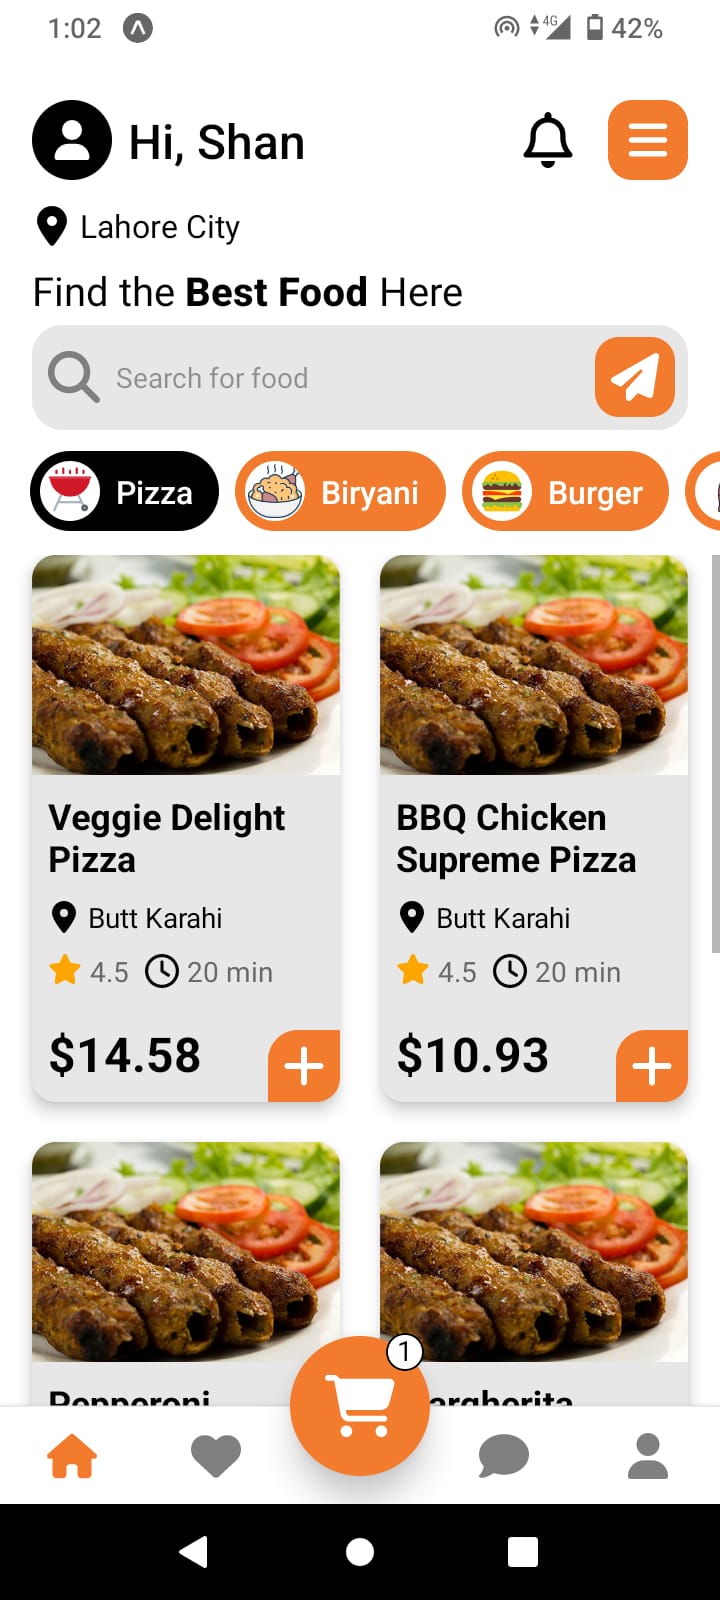 1:02 4G 42%
Hi, Shan
Lahore City
Find the Best Food Here
Search for food
Pizza Biryani Burger
Veggie Delight Pizza
Butt Karahi
4.5 20 min
$14.58
BBQ Chicken Supreme Pizza
Butt Karahi
4.5 20 min
$10.93
Pepperoni
1